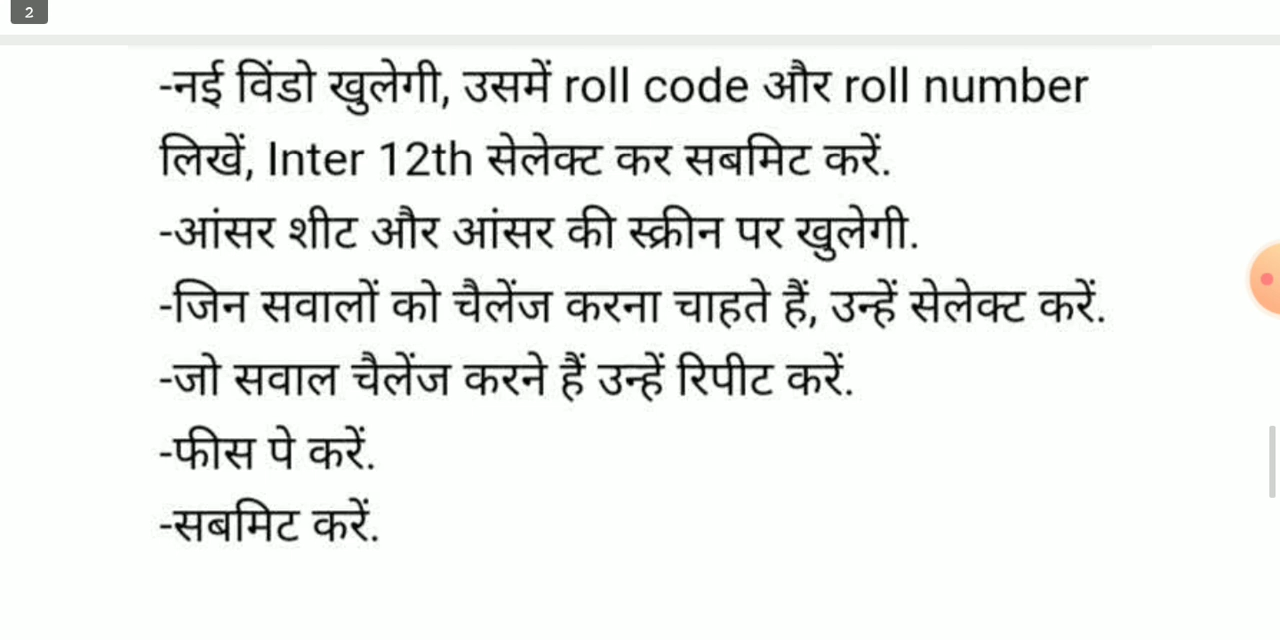 2
-नई विंडो खुलेगी, उसमें roll code और roll number
लिखें, Inter 12th सेलेक्ट कर सबमिट करें.
-आंसर शीट और आंसर की स्क्रीन पर खुलेगी.
-जिन सवालों को चैलेंज करना चाहते हैं, उन्हें सेलेक्ट करें.
-जो सवाल चैलेंज करने हैं उन्हें रिपीट करें.
-फीस पे करें.
-सबमिट करें.